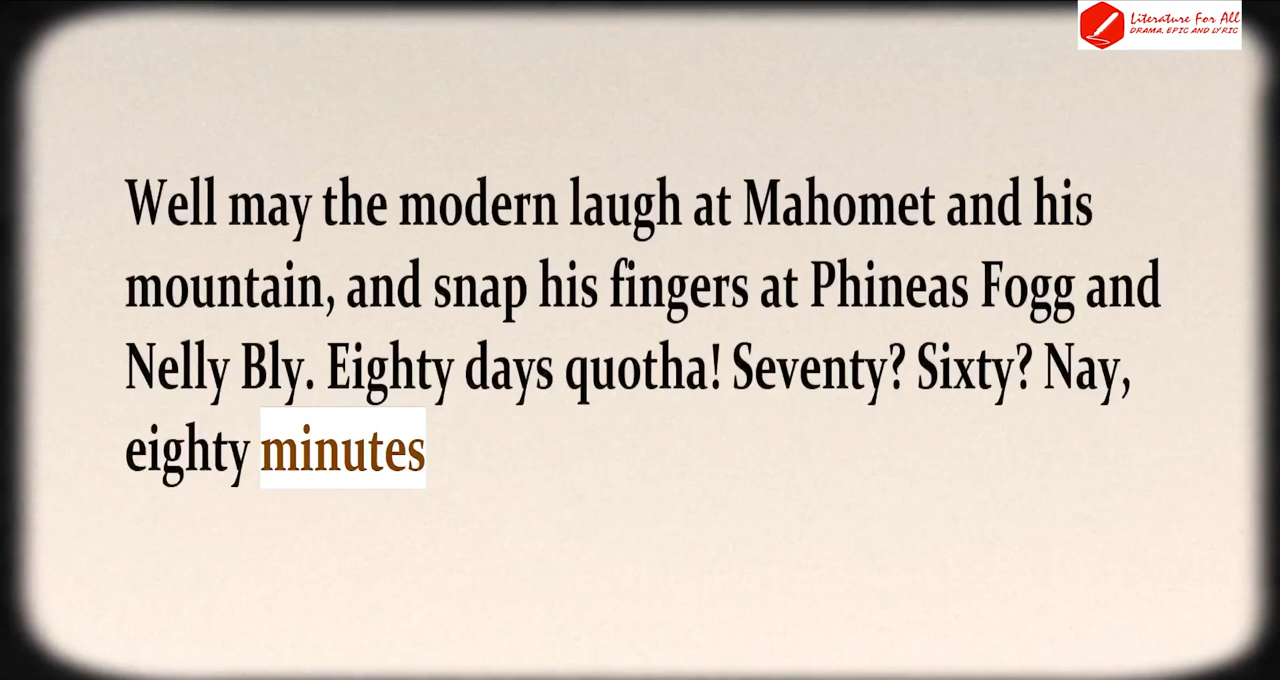 Literature For All
DRAMA, EPIC AND LYRIC
Well may the modern laugh at Mahomet and his
mountain, and snap his fingers at Phineas Fogg and
Nelly Bly. Eighty days quotha! Seventy? Sixty? Nay,
eighty minutes